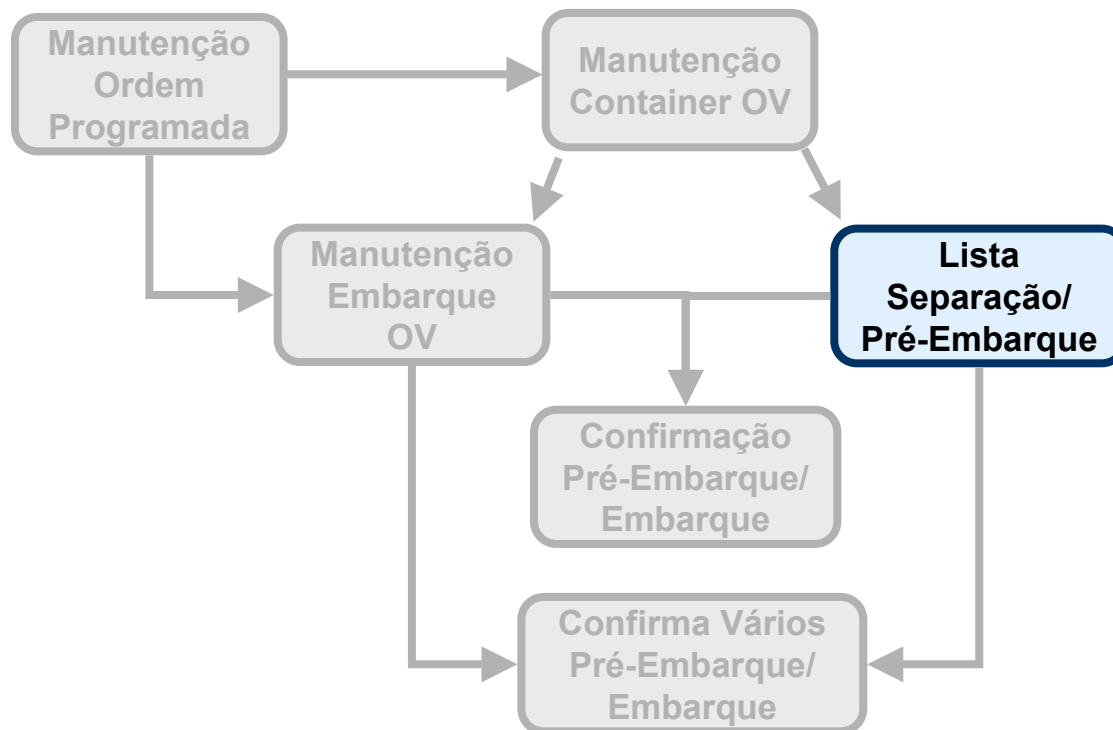 Manutenção
Ordem
Programada
Manutenção
Container OV
Manutenção
Embarque
OV
Lista
Separação/
Pré-Embarque
Confirmação
Pré-Embarque/
Embarque
Confirma Vários
Pré-Embarque/
Embarque